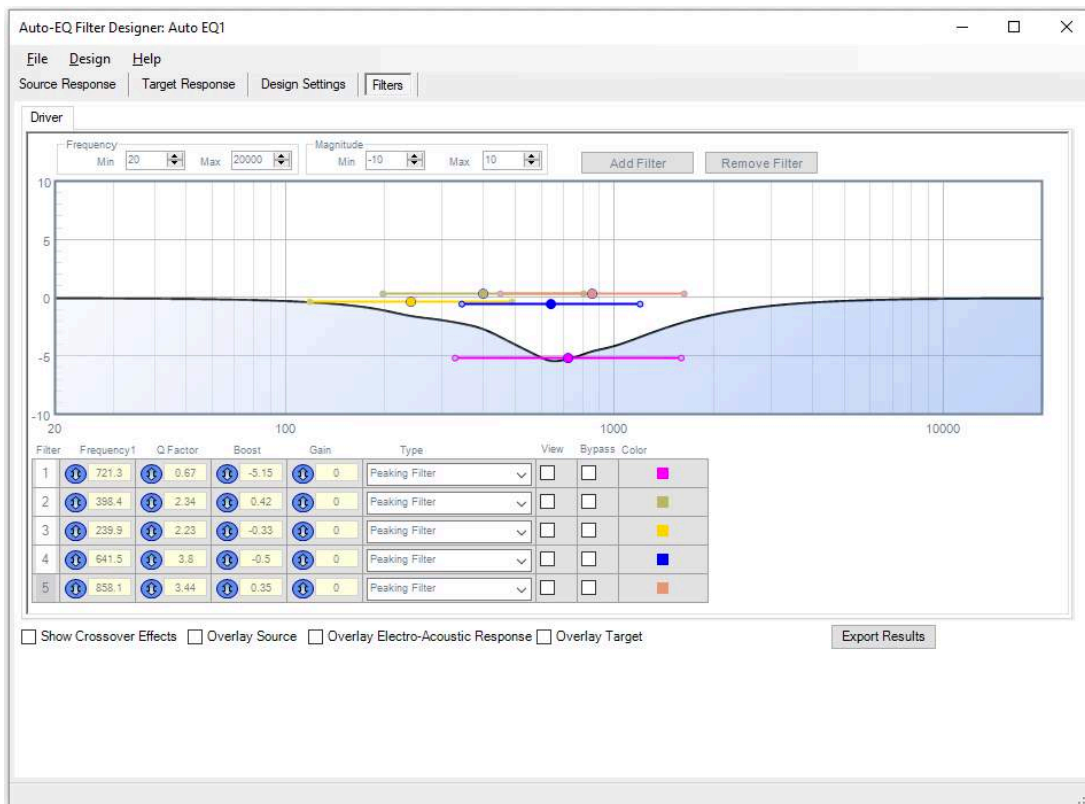 Auto-EQ Filter Designer: Auto EQ1
File Design Help
Source Response Target Response Design Settings Filters
Driver
Frequency Magnitude
Min 20 Max 20000 Min -10 Max 10 Add Filter Remove Filter
10
5
0
-5
-10
20 100 1000 10000
Filter Frequency1 Q Factor Boost Gain Type View Bypass Color
1 721.3 0.67 -5.15 0 Peaking Filter
2 398.4 2.34 0.42 0 Peaking Filter
3 239.9 2.23 -0.33 0 Peaking Filter
4 641.5 3.8 -0.5 0 Peaking Filter
5 858.1 3.44 0.35 0 Peaking Filter
Show Crossover Effects Overlay Source Overlay Electro-Acoustic Response Overlay Target Export Results